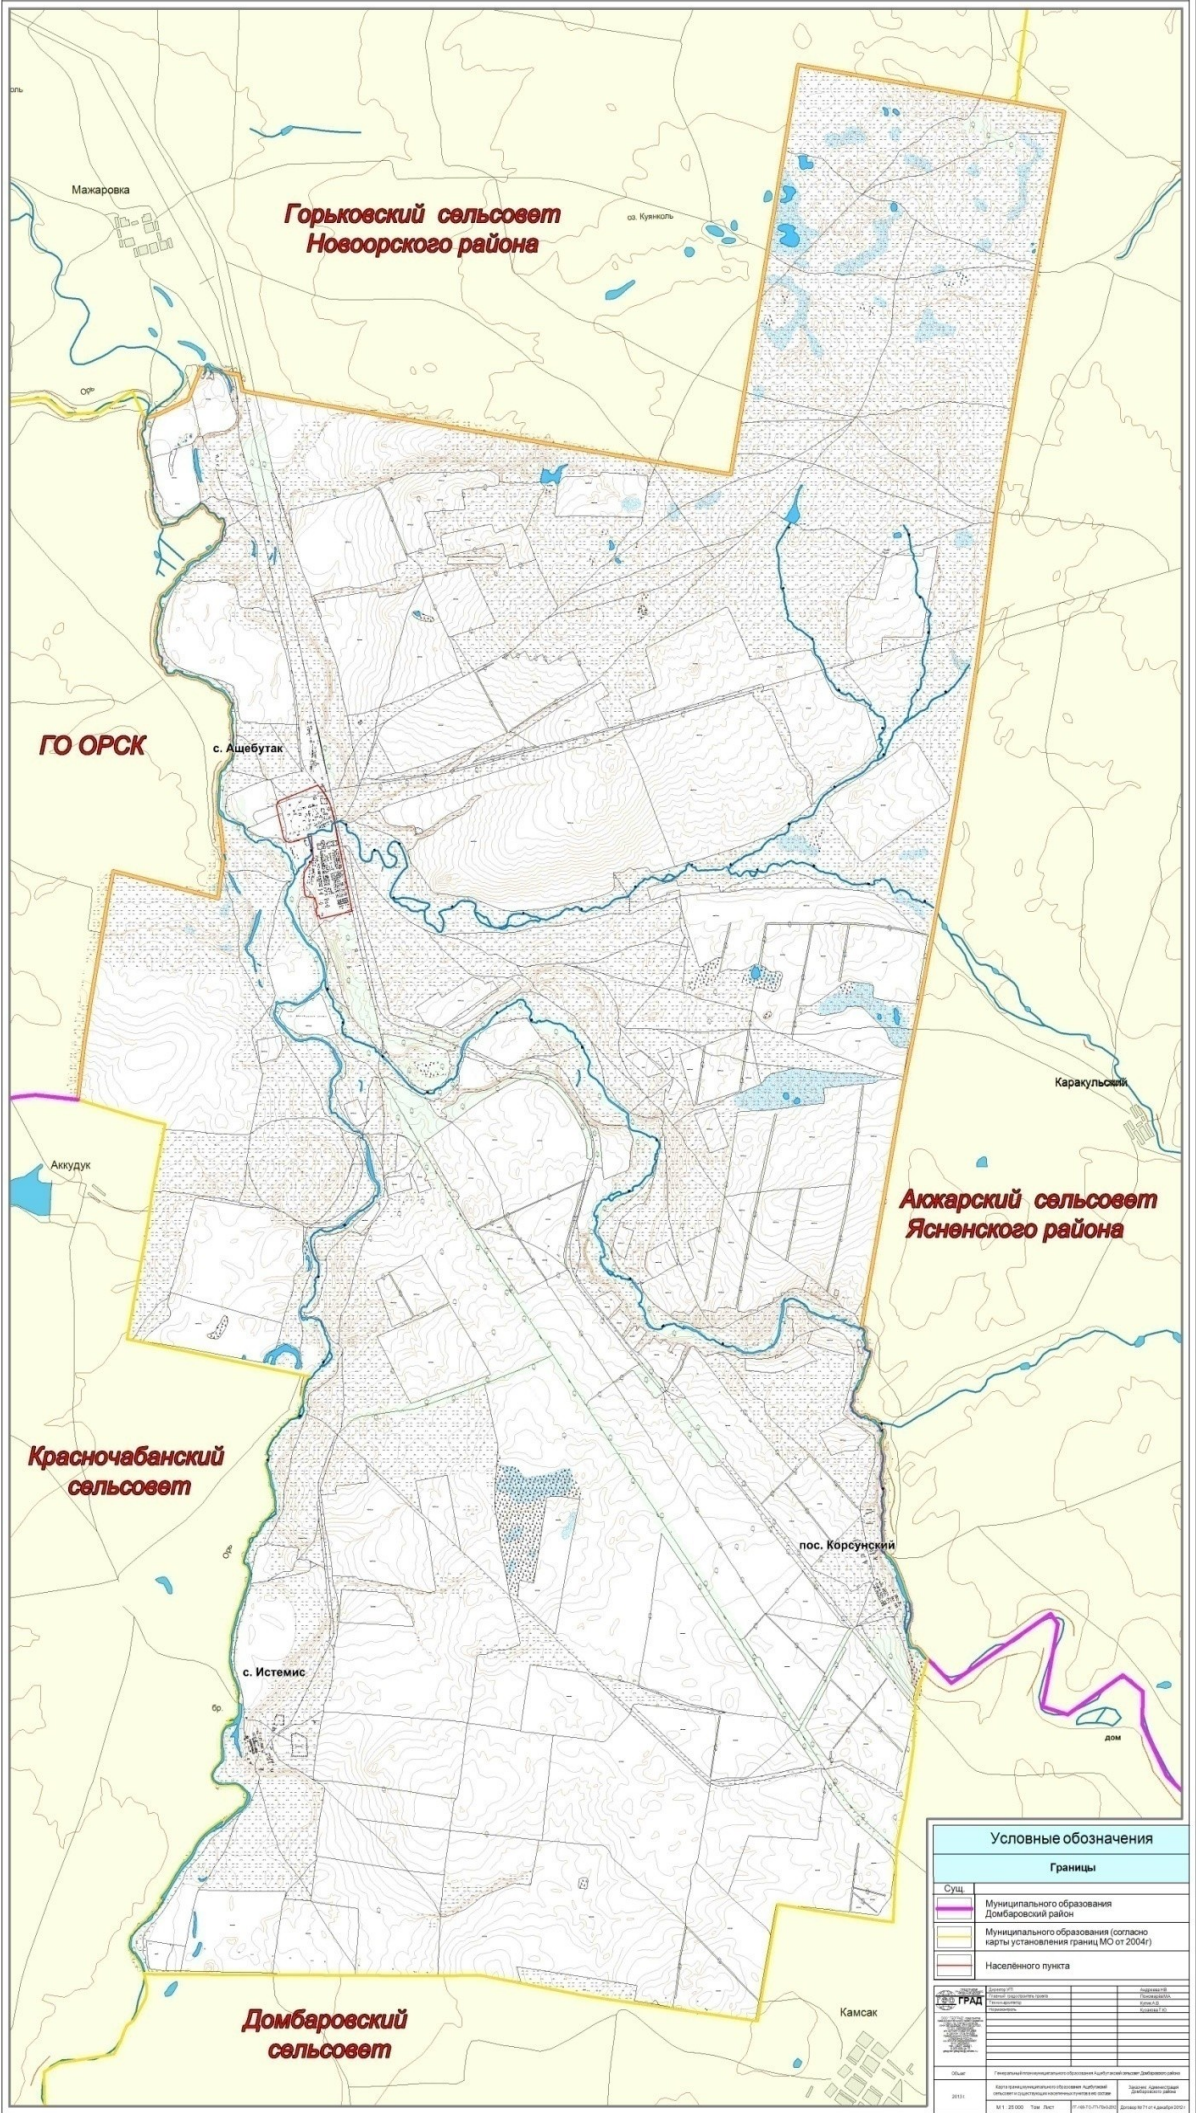 Мажаровка
Горьковский сельсовет
Новоорского района
оз. Куянколь
Орь
ГО ОРСК
с. Ащебутак
Каракульский
Аккудук
Акжарский сельсовет
Ясненского района
Красночабанский
сельсовет
Орь
пос. Корсунский
с. Истемис
бр.
дом
Условные обозначения
Границы
Сущ.
Муниципального образования
Домбаровский район
Муниципального образования (согласно
карты установления границ МО от 2004г)
Населённого пункта
Домбаровский
сельсовет
Камсак
ГРАД